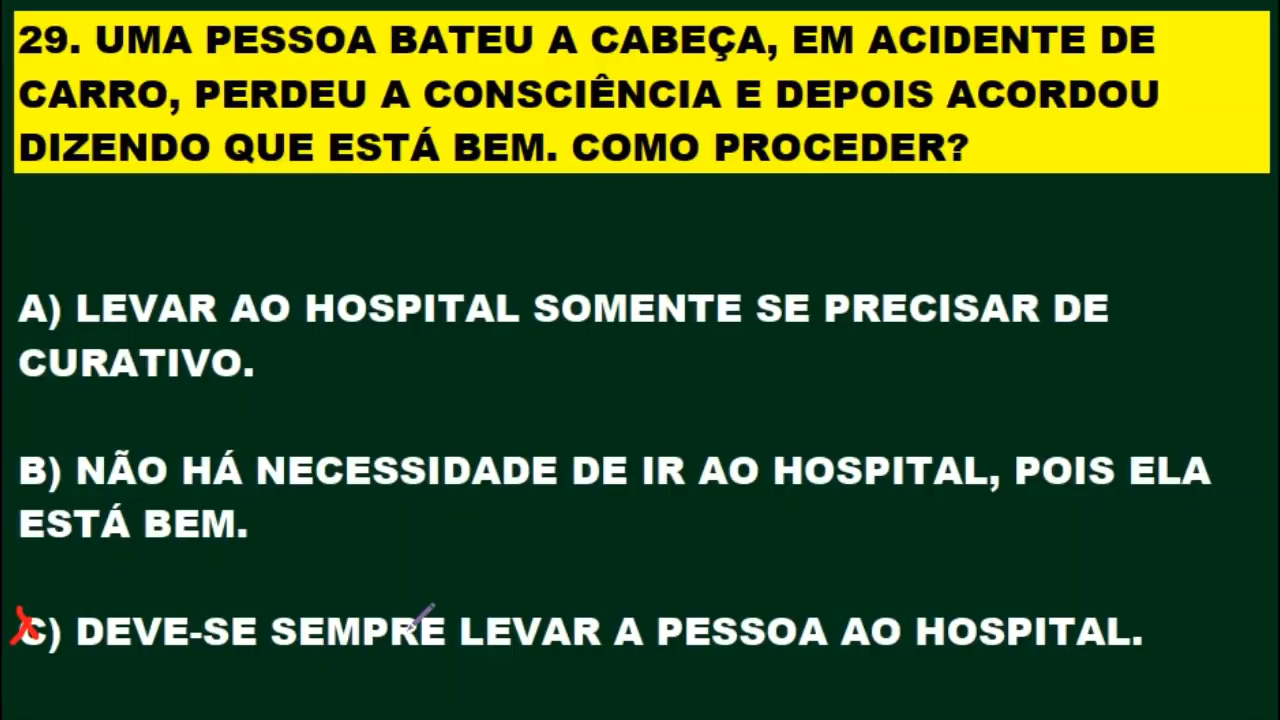 29. UMA PESSOA BATEU A CABEÇA, EM ACIDENTE DE
CARRO, PERDEU A CONSCIÊNCIA E DEPOIS ACORDOU
DIZENDO QUE ESTÁ BEM. COMO PROCEDER?
A) LEVAR AO HOSPITAL SOMENTE SE PRECISAR DE
CURATIVO.
B) NÃO HÁ NECESSIDADE DE IR AO HOSPITAL, POIS ELA
ESTÁ BEM.
C) DEVE-SE SEMPRE LEVAR A PESSOA AO HOSPITAL.